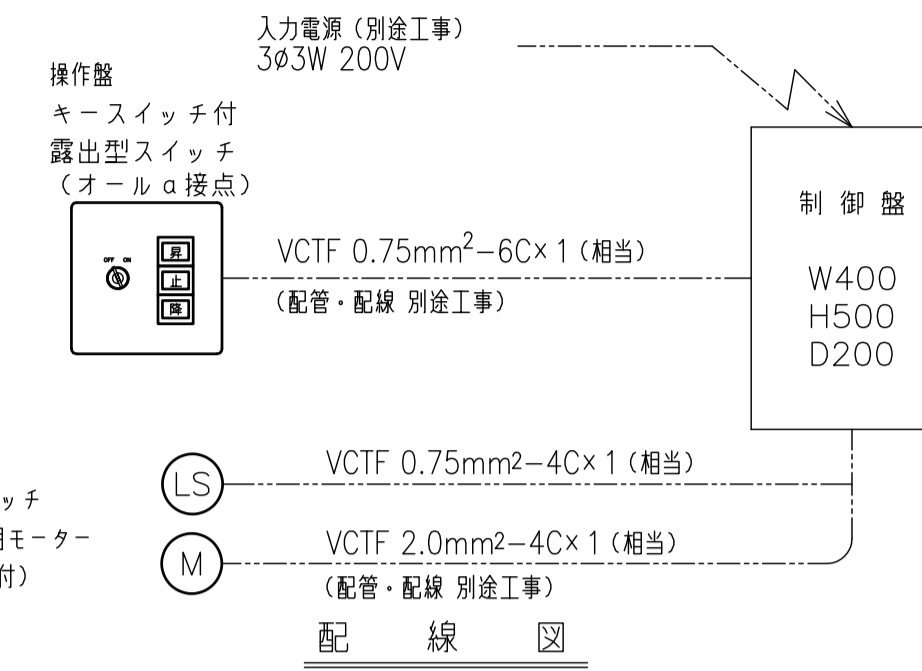 入力電源（別途工事）
3φ3W 200V
操作盤
キースイッチ付
露出型スイッチ
（オールａ接点）
OFF ON
昇
止
降
VCTF 0.75mm²−6C×1（相当）
（配管・配線 別途工事）
制御盤
W400
H500
D200
LS
VCTF 0.75mm²−4C×1（相当）
ッチ
モーター
付）
M
VCTF 2.0mm²−4C×1（相当）
（配管・配線 別途工事）
配線図